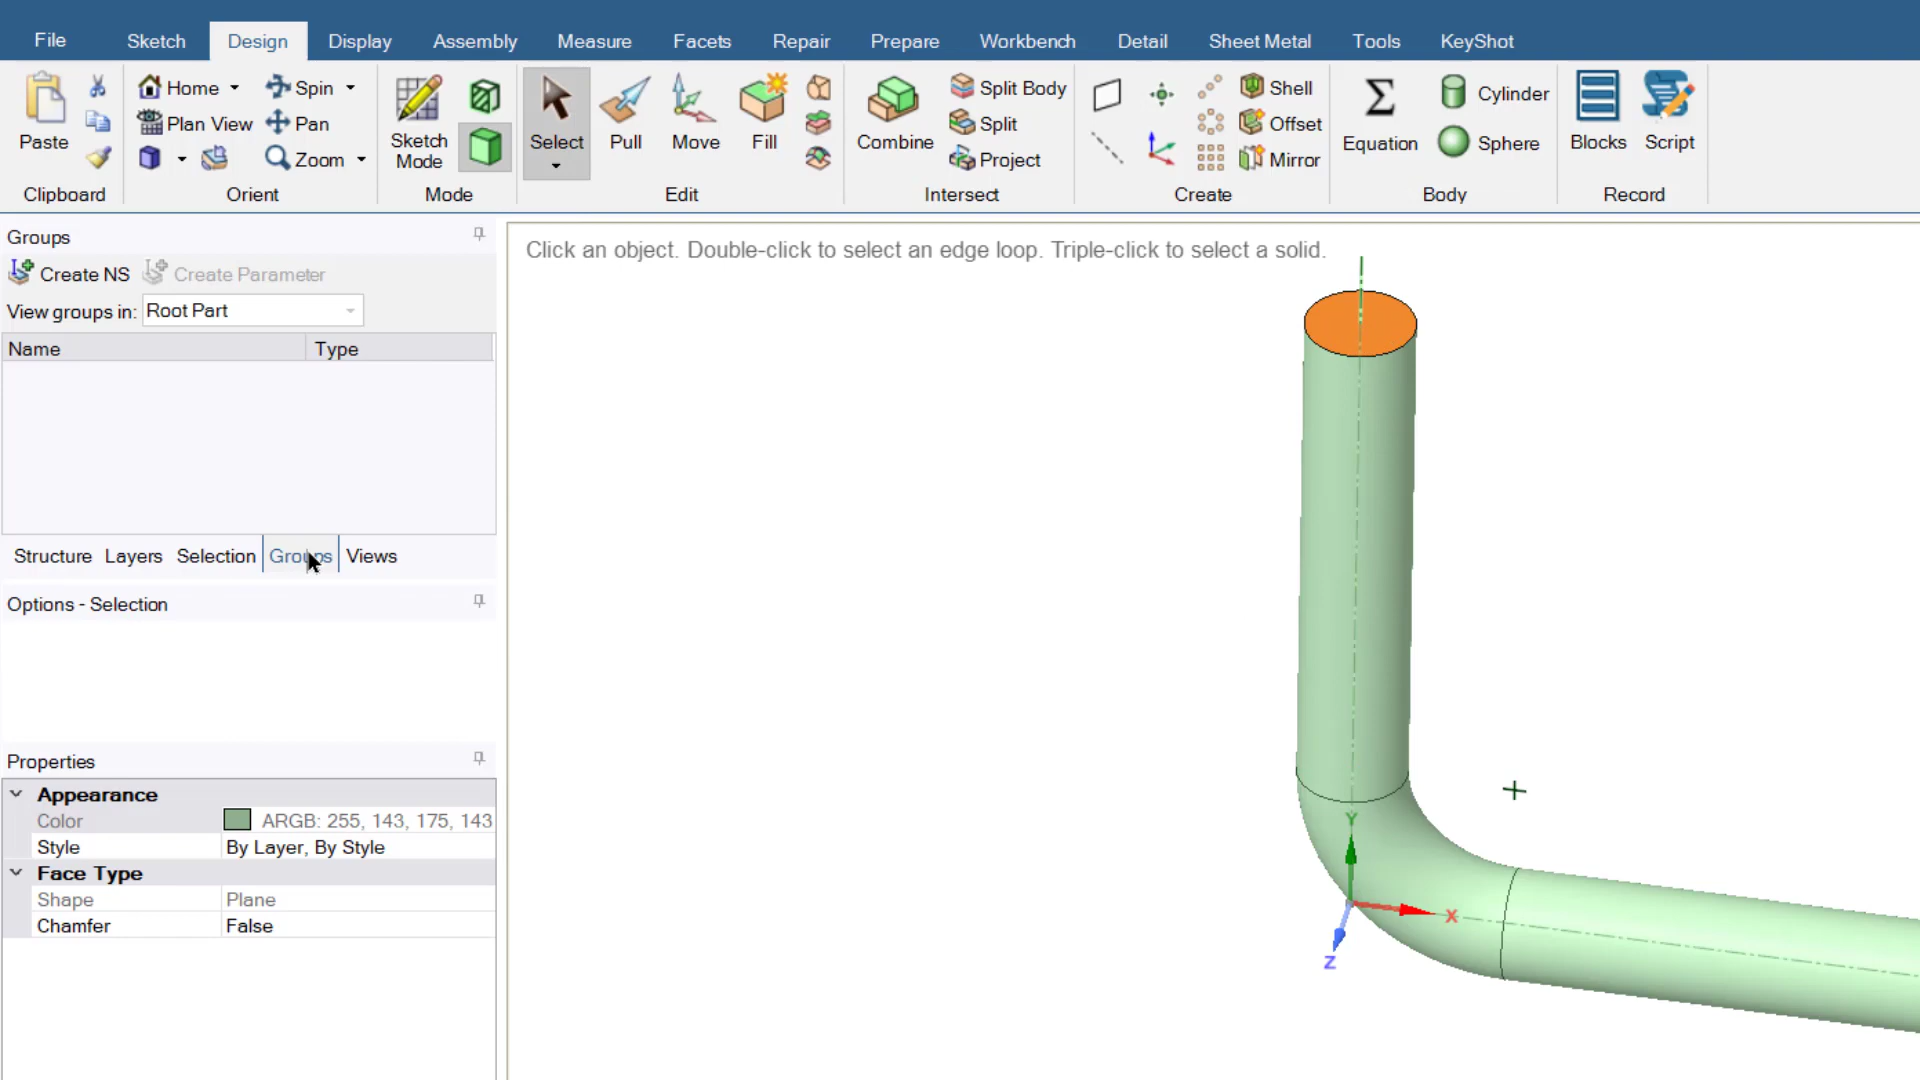 File Sketch Design Display Assembly Measure Facets Repair Prepare Workbench Detail Sheet Metal Tools KeyShot
Paste
Clipboard
Home Spin
Plan View Pan
Zoom
Orient
Sketch
Mode
Mode
Select Pull Move Fill
Edit
Combine
Split Body
Split
Project
Intersect
Shell
Offset
Mirror
Create
Equation
Cylinder
Sphere
Body
Blocks Script
Record
Groups
Create NS Create Parameter
View groups in: Root Part
Name Type
Structure Layers Selection Groups Views
Options - Selection
Properties
Appearance
Color ARGB: 255, 143, 175, 143
Style By Layer, By Style
Face Type
Shape Plane
Chamfer False
Click an object. Double-click to select an edge loop. Triple-click to select a solid.
Y
X
Z